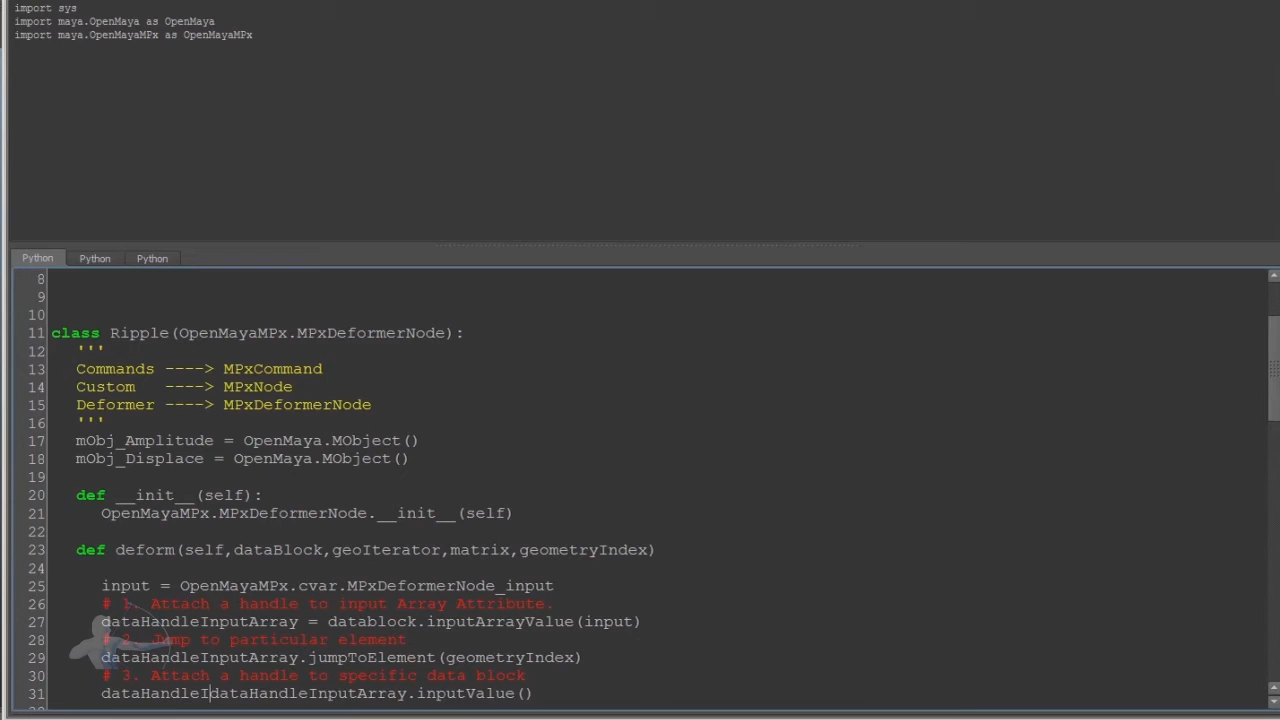 import sys
import maya.OpenMaya as OpenMaya
import maya.OpenMayaMPx as OpenMayaMPx
Python Python Python
8
9
10
11 class Ripple(OpenMayaMPx.MPxDeformerNode):
12 '''
13 Commands ----> MPxCommand
14 Custom ----> MPxNode
15 Deformer ----> MPxDeformerNode
16 '''
17 mObj_Amplitude = OpenMaya.MObject()
18 mObj_Displace = OpenMaya.MObject()
19
20 def __init__(self):
21 OpenMayaMPx.MPxDeformerNode.__init__(self)
22
23 def deform(self,dataBlock,geoIterator,matrix,geometryIndex)
24
25 input = OpenMayaMPx.cvar.MPxDeformerNode_input
26 # 1. Attach a handle to input Array Attribute.
27 dataHandleInputArray = datablock.inputArrayValue(input)
28 # 2. Jump to particular element
29 dataHandleInputArray.jumpToElement(geometryIndex)
30 # 3. Attach a handle to specific data block
31 dataHandleIdataHandleInputArray.inputValue()